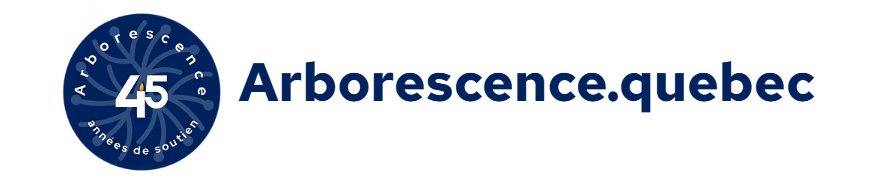 Arborescence
45
années de soutien
Arborescence.quebec